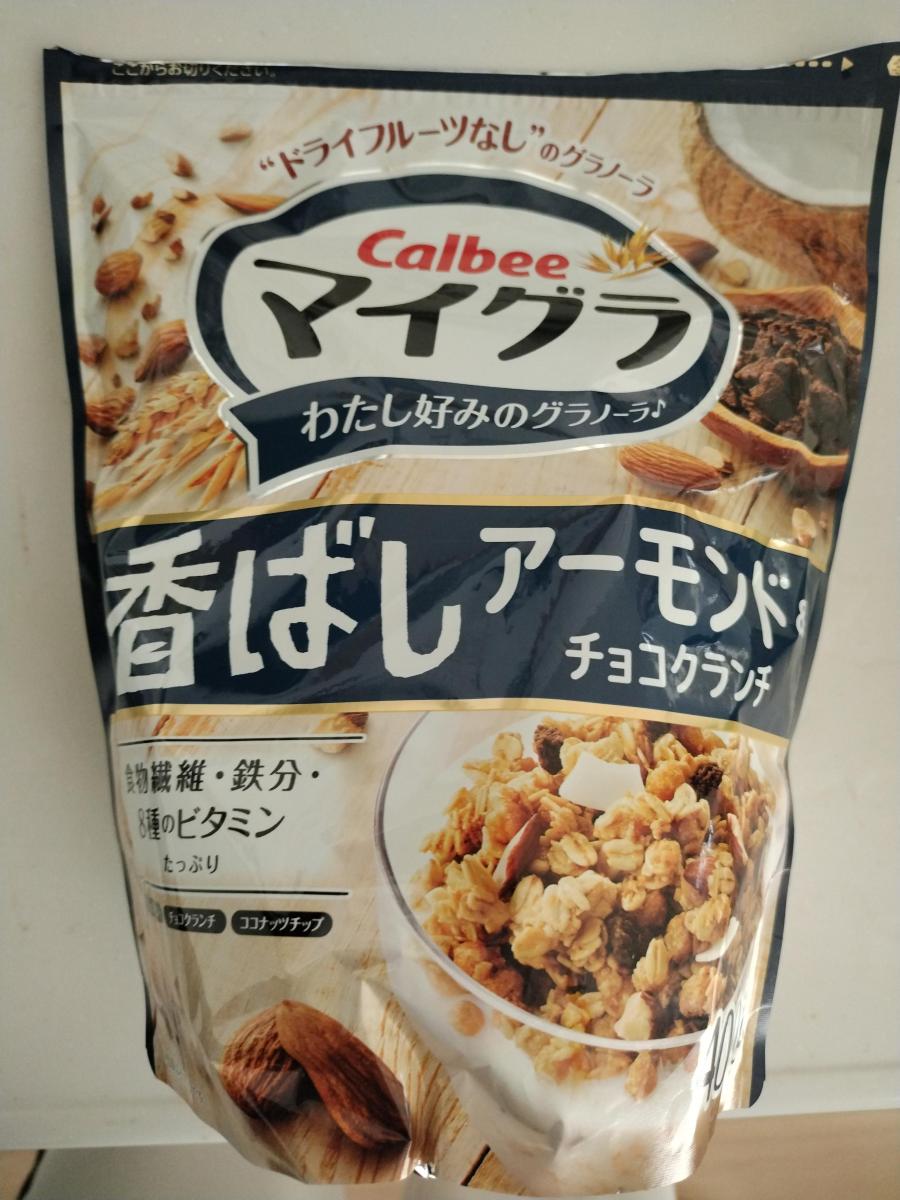 ここからお切りください。
“ドライフルーツなし”のグラノーラ
Calbee
マイグラ
わたし好みのグラノーラ♪
香ばしアーモンド&
チョコクランチ
食物繊維・鉄分・
8種のビタミン
たっぷり
チョコクランチ ココナッツチップ